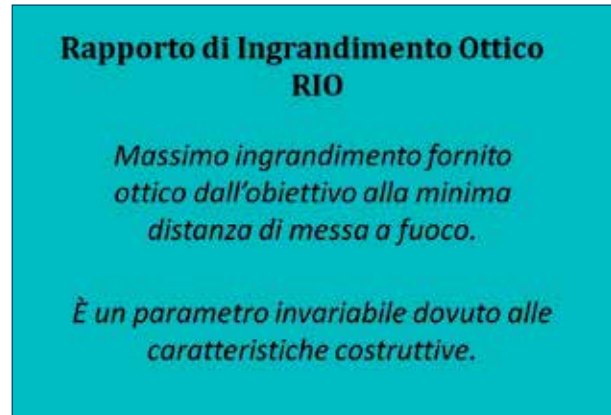 Rapporto di Ingrandimento Ottico
RIO
Massimo ingrandimento fornito
ottico dall'obiettivo alla minima
distanza di messa a fuoco.
È un parametro invariabile dovuto alle
caratteristiche costruttive.